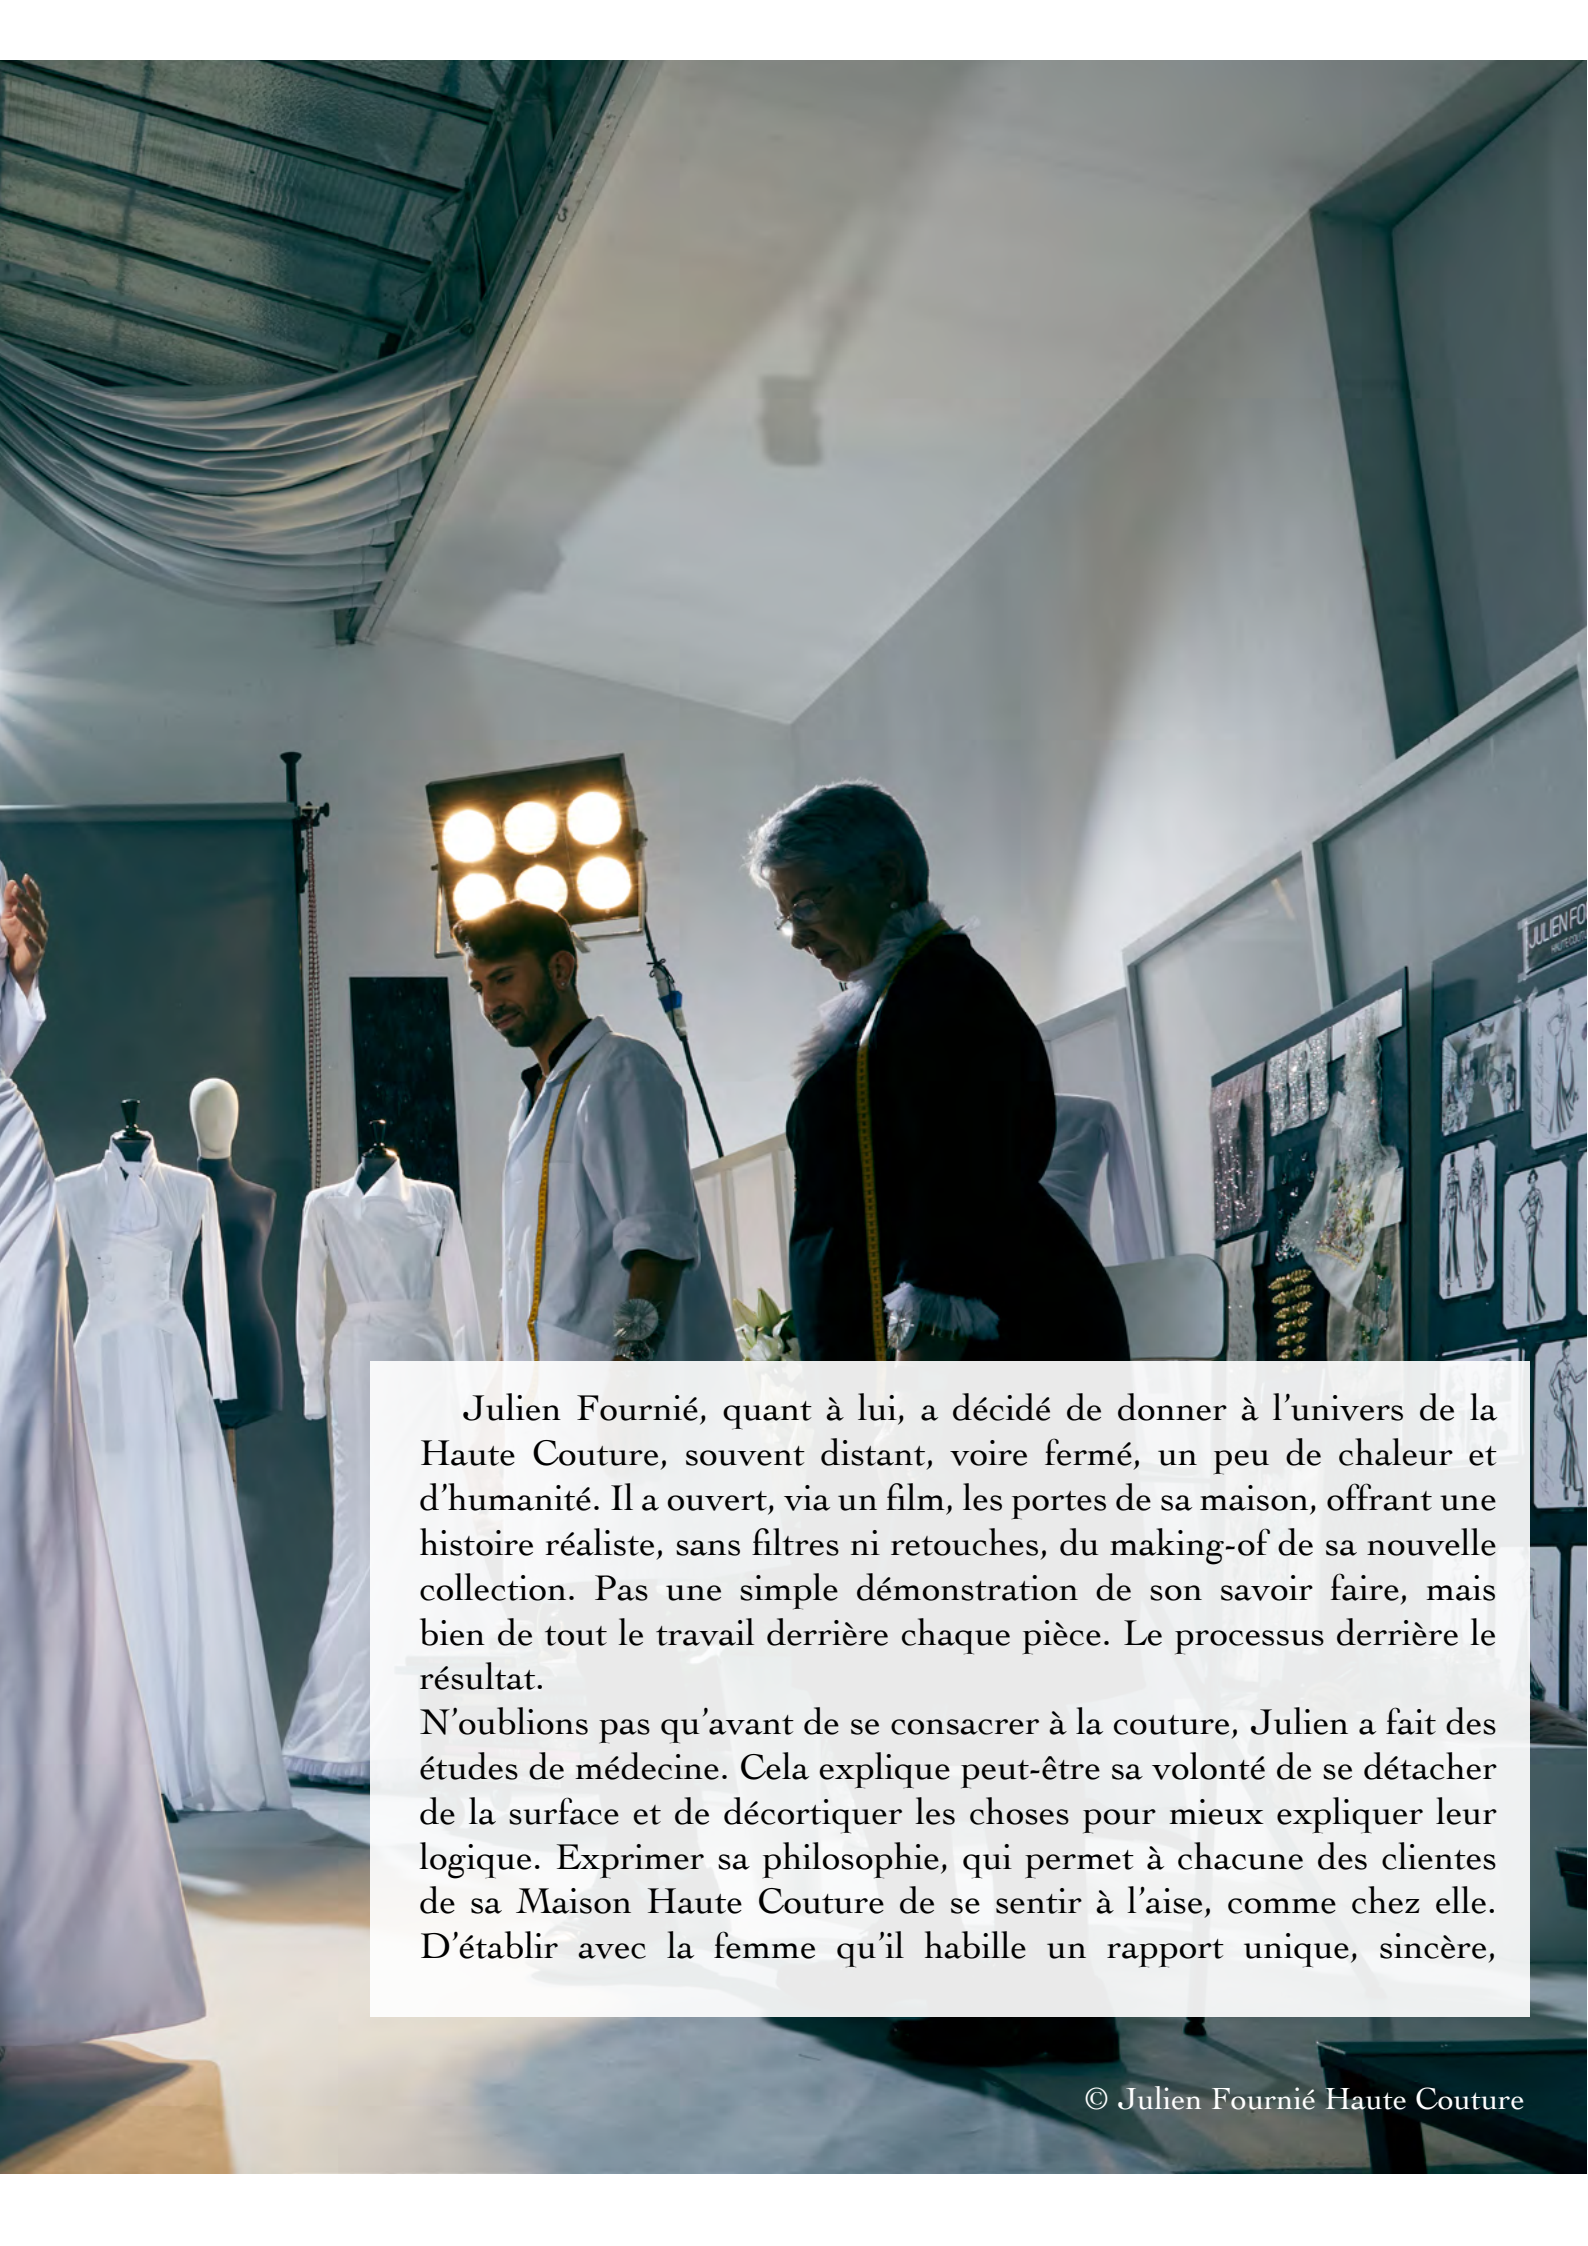 JULIEN FO
Julien Fournié, quant à lui, a décidé de donner à l'univers de la
Haute Couture, souvent distant, voire fermé, un peu de chaleur et
d'humanité. Il a ouvert, via un film, les portes de sa maison, offrant une
histoire réaliste, sans filtres ni retouches, du making-of de sa nouvelle
collection. Pas une simple démonstration de son savoir faire, mais
bien de tout le travail derrière chaque pièce. Le processus derrière le
résultat.
N'oublions pas qu'avant de se consacrer à la couture, Julien a fait des
études de médecine. Cela explique peut-être sa volonté de se détacher
de la surface et de décortiquer les choses pour mieux expliquer leur
logique. Exprimer sa philosophie, qui permet à chacune des clientes
de sa Maison Haute Couture de se sentir à l'aise, comme chez elle.
D'établir avec la femme qu'il habille un rapport unique, sincère,
© Julien Fournié Haute Couture